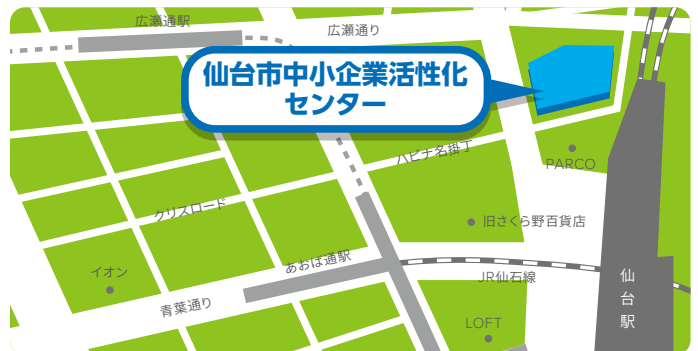 広瀬通駅
広瀬通り
仙台市中小企業活性化
センター
ハピナ名掛丁
PARCO
クリスロード
旧さくら野百貨店
あおば通駅
イオン
JR仙石線
仙台駅
青葉通り
LOFT